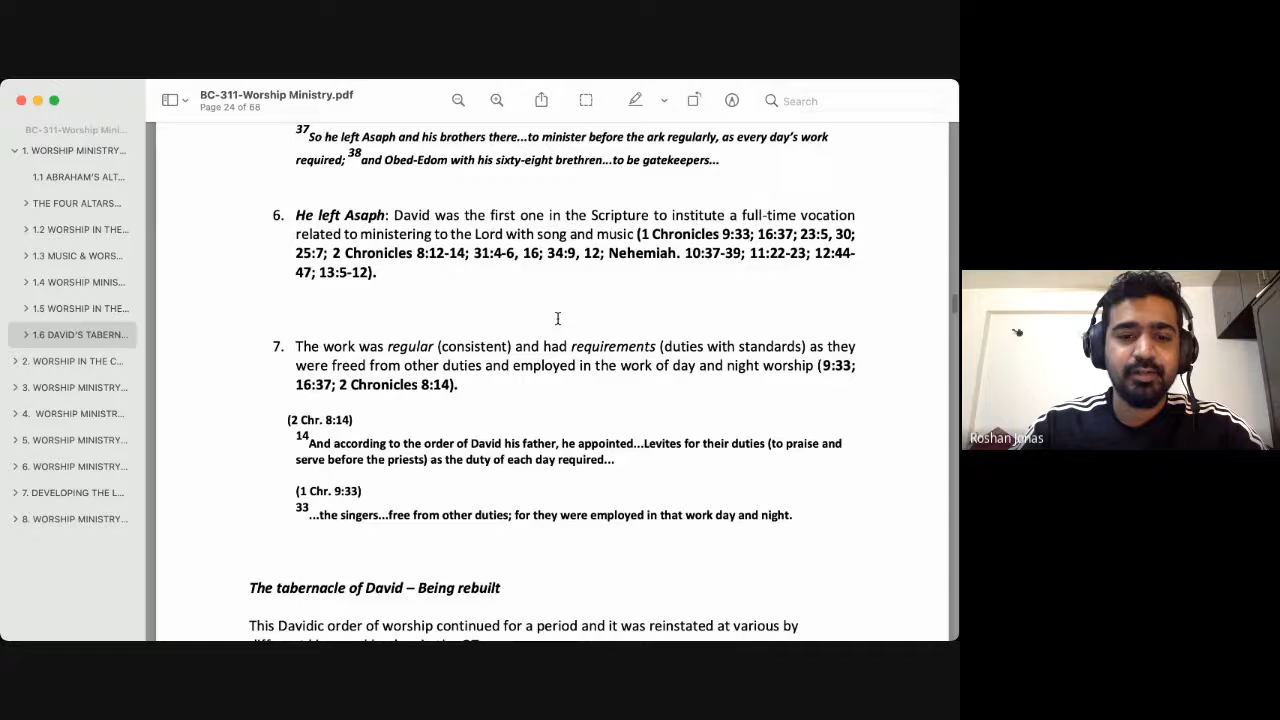 BC-311-Worship Ministry.pdf
Page 24 of 68
Search
BC-311-Worship Mini...
1. WORSHIP MINISTRY...
1.1 ABRAHAM'S ALT...
THE FOUR ALTARS...
1.2 WORSHIP IN THE...
1.3 MUSIC & WORS...
1.4 WORSHIP MINIS...
1.5 WORSHIP IN THE...
1.6 DAVID'S TABERN...
2. WORSHIP IN THE C...
3. WORSHIP MINISTRY...
4. WORSHIP MINISTR...
5. WORSHIP MINISTRY...
6. WORSHIP MINISTRY...
7. DEVELOPING THE L...
8. WORSHIP MINISTRY...
37So he left Asaph and his brothers there...to minister before the ark regularly, as every day's work
required; 38and Obed-Edom with his sixty-eight brethren...to be gatekeepers...
6. He left Asaph: David was the first one in the Scripture to institute a full-time vocation
related to ministering to the Lord with song and music (1 Chronicles 9:33; 16:37; 23:5, 30;
25:7; 2 Chronicles 8:12-14; 31:4-6, 16; 34:9, 12; Nehemiah. 10:37-39; 11:22-23; 12:44-
47; 13:5-12).
7. The work was regular (consistent) and had requirements (duties with standards) as they
were freed from other duties and employed in the work of day and night worship (9:33;
16:37; 2 Chronicles 8:14).
(2 Chr. 8:14)
14And according to the order of David his father, he appointed...Levites for their duties (to praise and
serve before the priests) as the duty of each day required...
(1 Chr. 9:33)
33...the singers...free from other duties; for they were employed in that work day and night.
The tabernacle of David – Being rebuilt
This Davidic order of worship continued for a period and it was reinstated at various by
Roshan Jonas